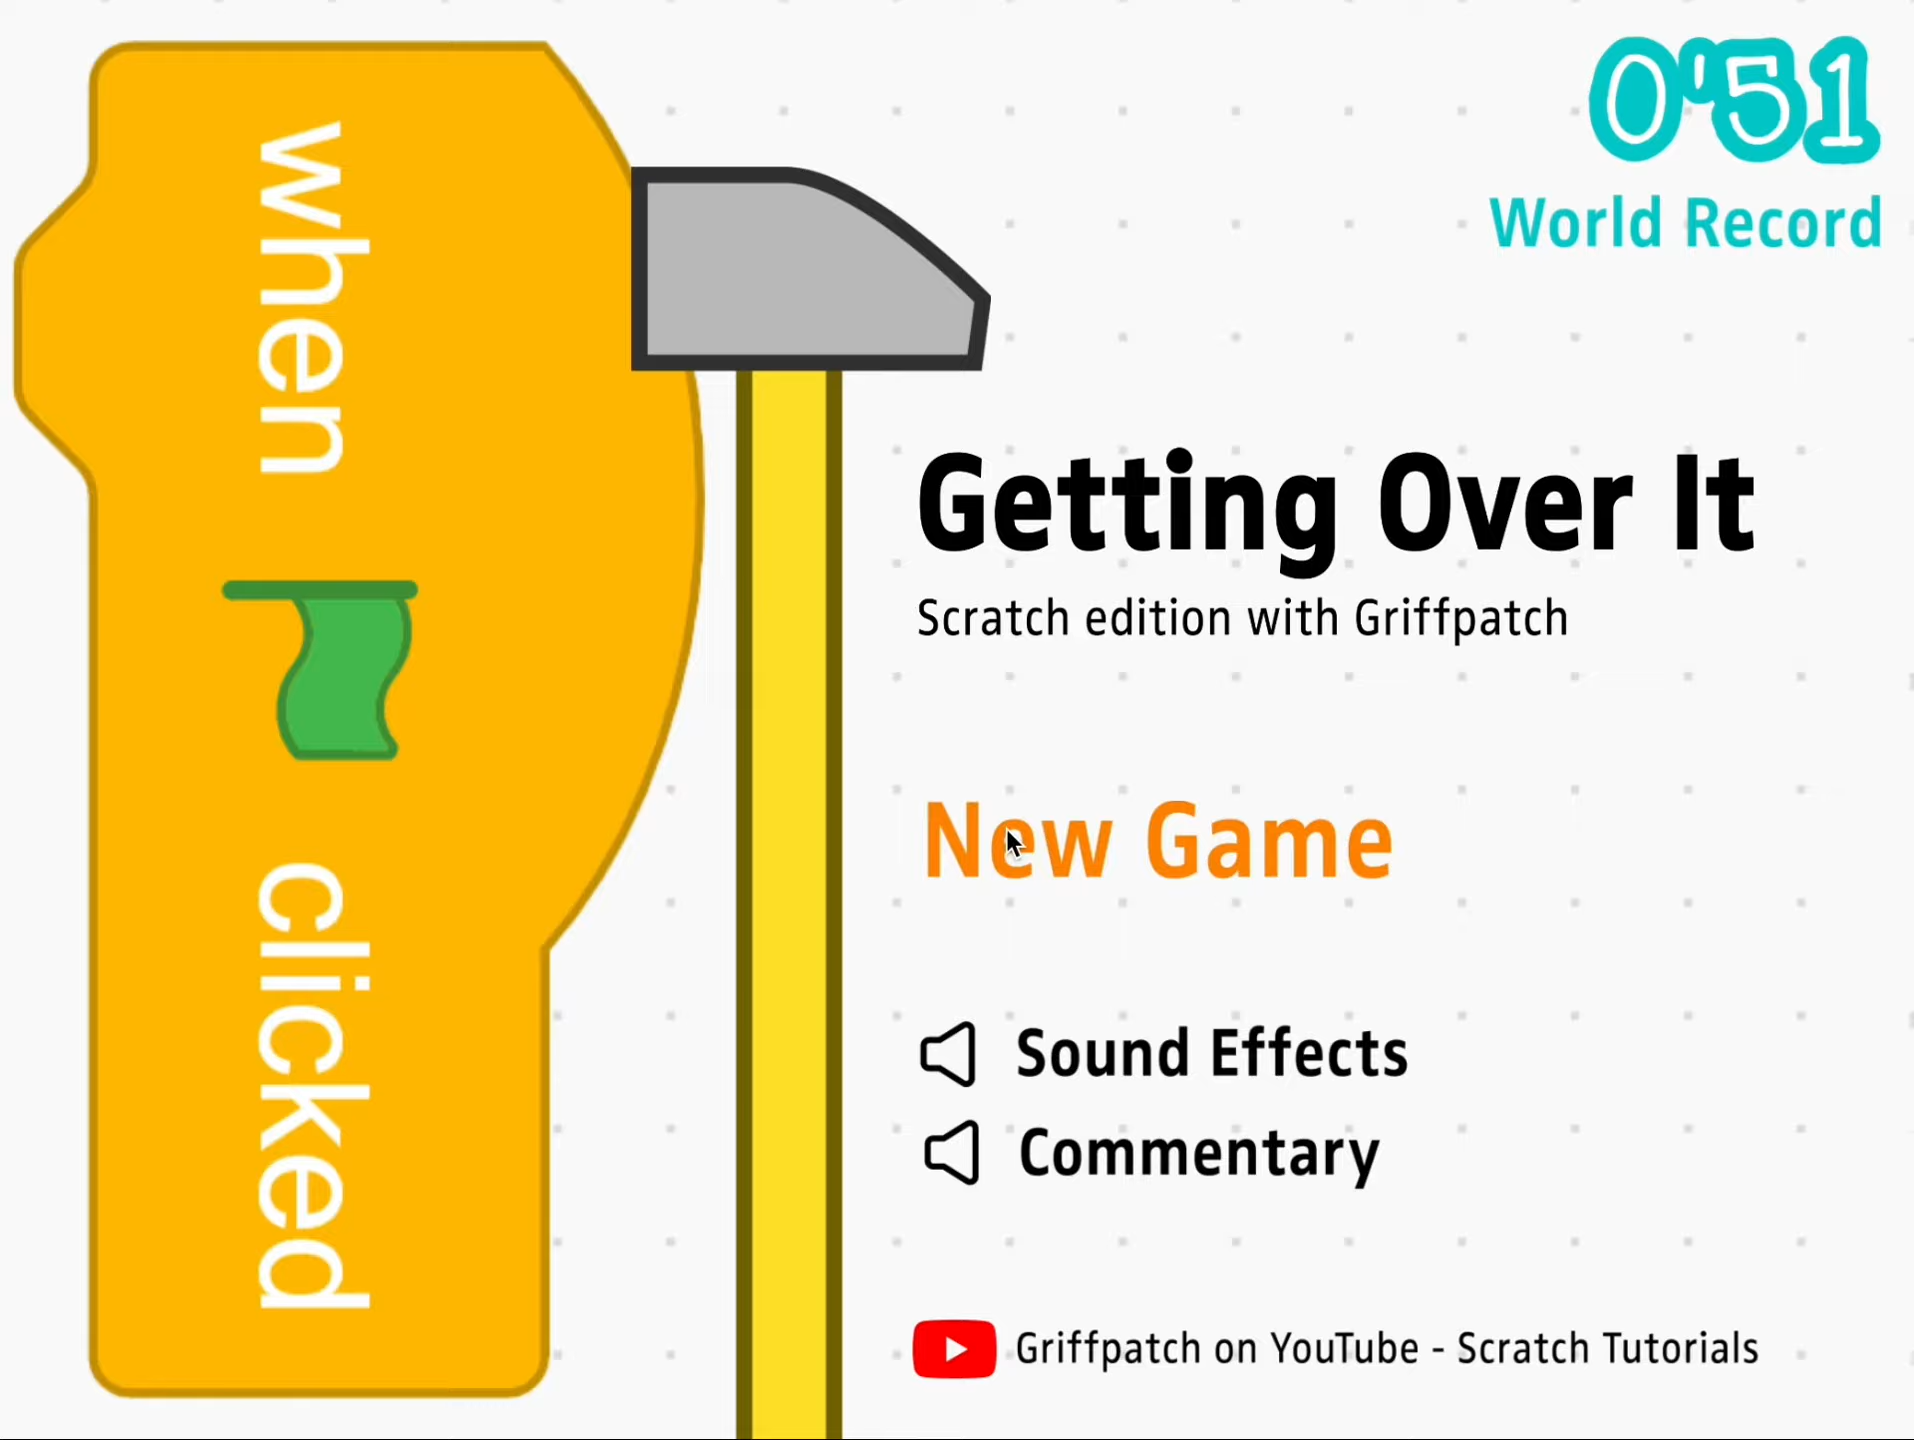 when clicked
0'51
World Record
Getting Over It
Scratch edition with Griffpatch
New Game
Sound Effects
Commentary
Griffpatch on YouTube - Scratch Tutorials